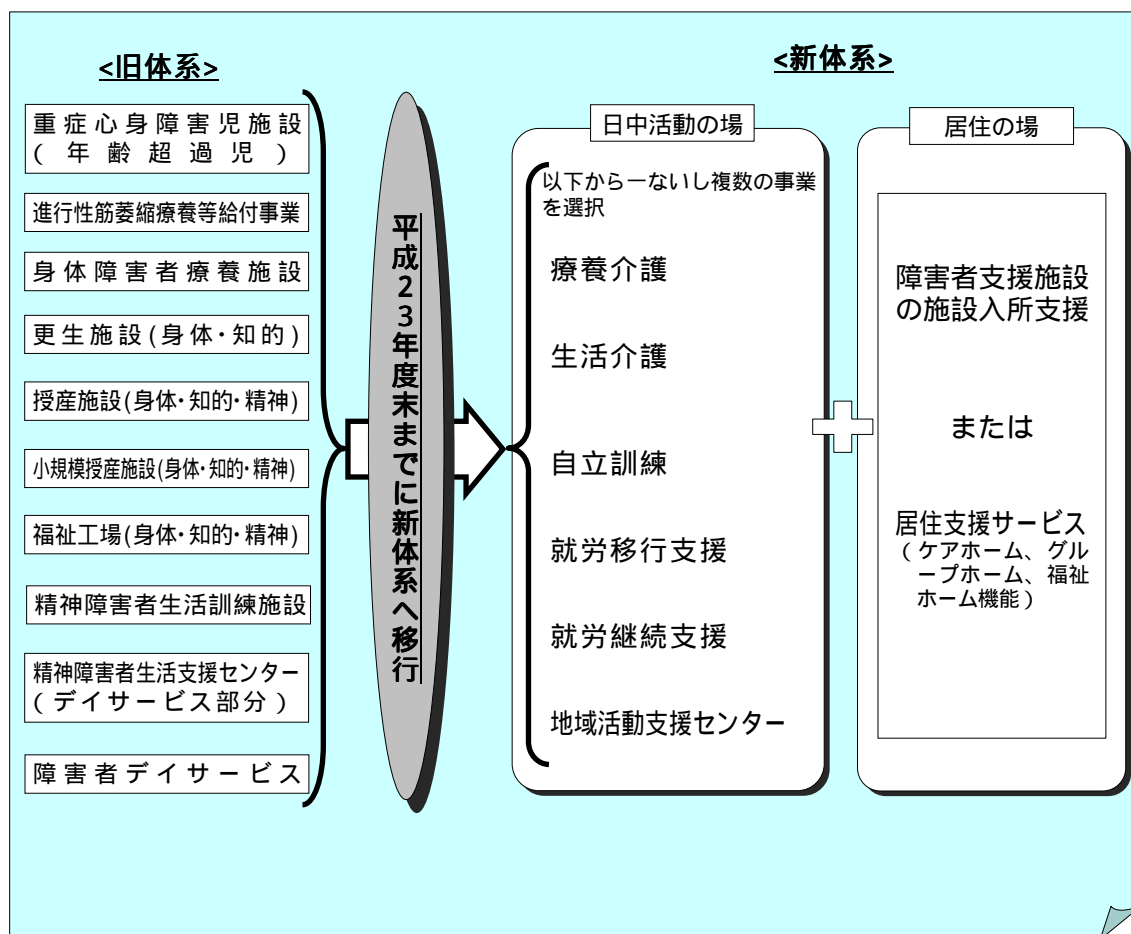 <旧体系>
重症心身障害児施設
(年齢超過児)
進行性筋萎縮療養等給付事業
身体障害者療養施設
更生施設(身体・知的)
授産施設(身体・知的・精神)
小規模授産施設(身体・知的・精神)
福祉工場(身体・知的・精神)
精神障害者生活訓練施設
精神障害者生活支援センター
(デイサービス部分)
障害者デイサービス
平成23年度末までに新体系へ移行
<新体系>
日中活動の場
以下から一ないし複数の事業
を選択
療養介護
生活介護
自立訓練
就労移行支援
就労継続支援
地域活動支援センター
居住の場
障害者支援施設
の施設入所支援
または
居住支援サービス
(ケアホーム、グル
ープホーム、福祉
ホーム機能)